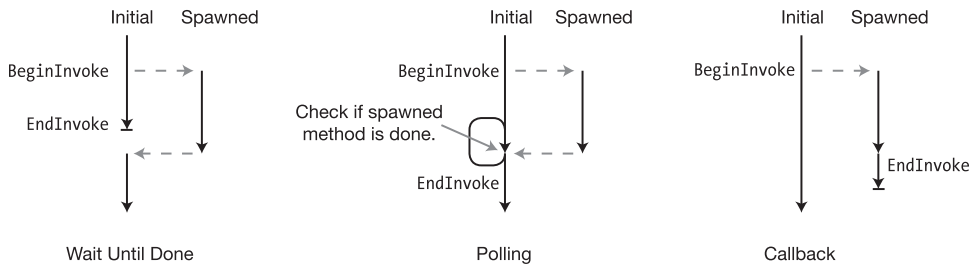 Initial Spawned
BeginInvoke
EndInvoke
Wait Until Done
Initial Spawned
BeginInvoke
Check if spawned
method is done.
EndInvoke
Polling
Initial Spawned
BeginInvoke
EndInvoke
Callback